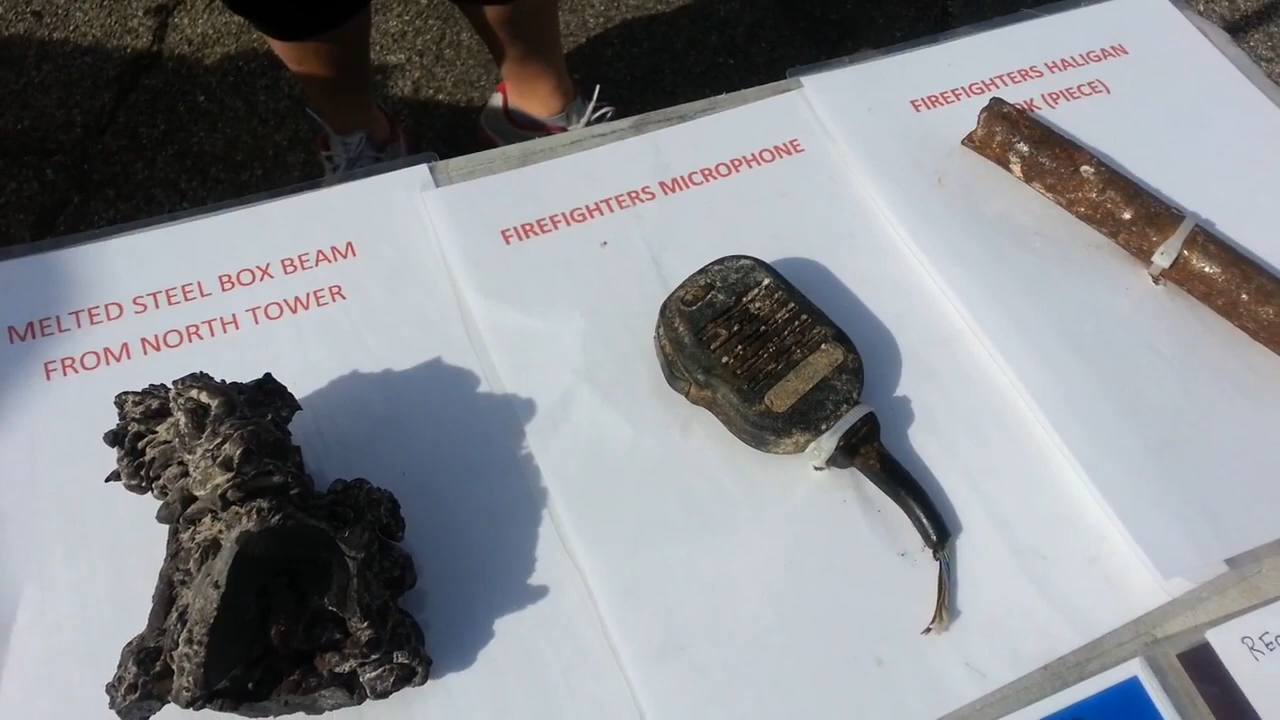 MELTED STEEL BOX BEAM
FROM NORTH TOWER
FIREFIGHTERS MICROPHONE
FIREFIGHTERS HALIGAN
(PIECE)